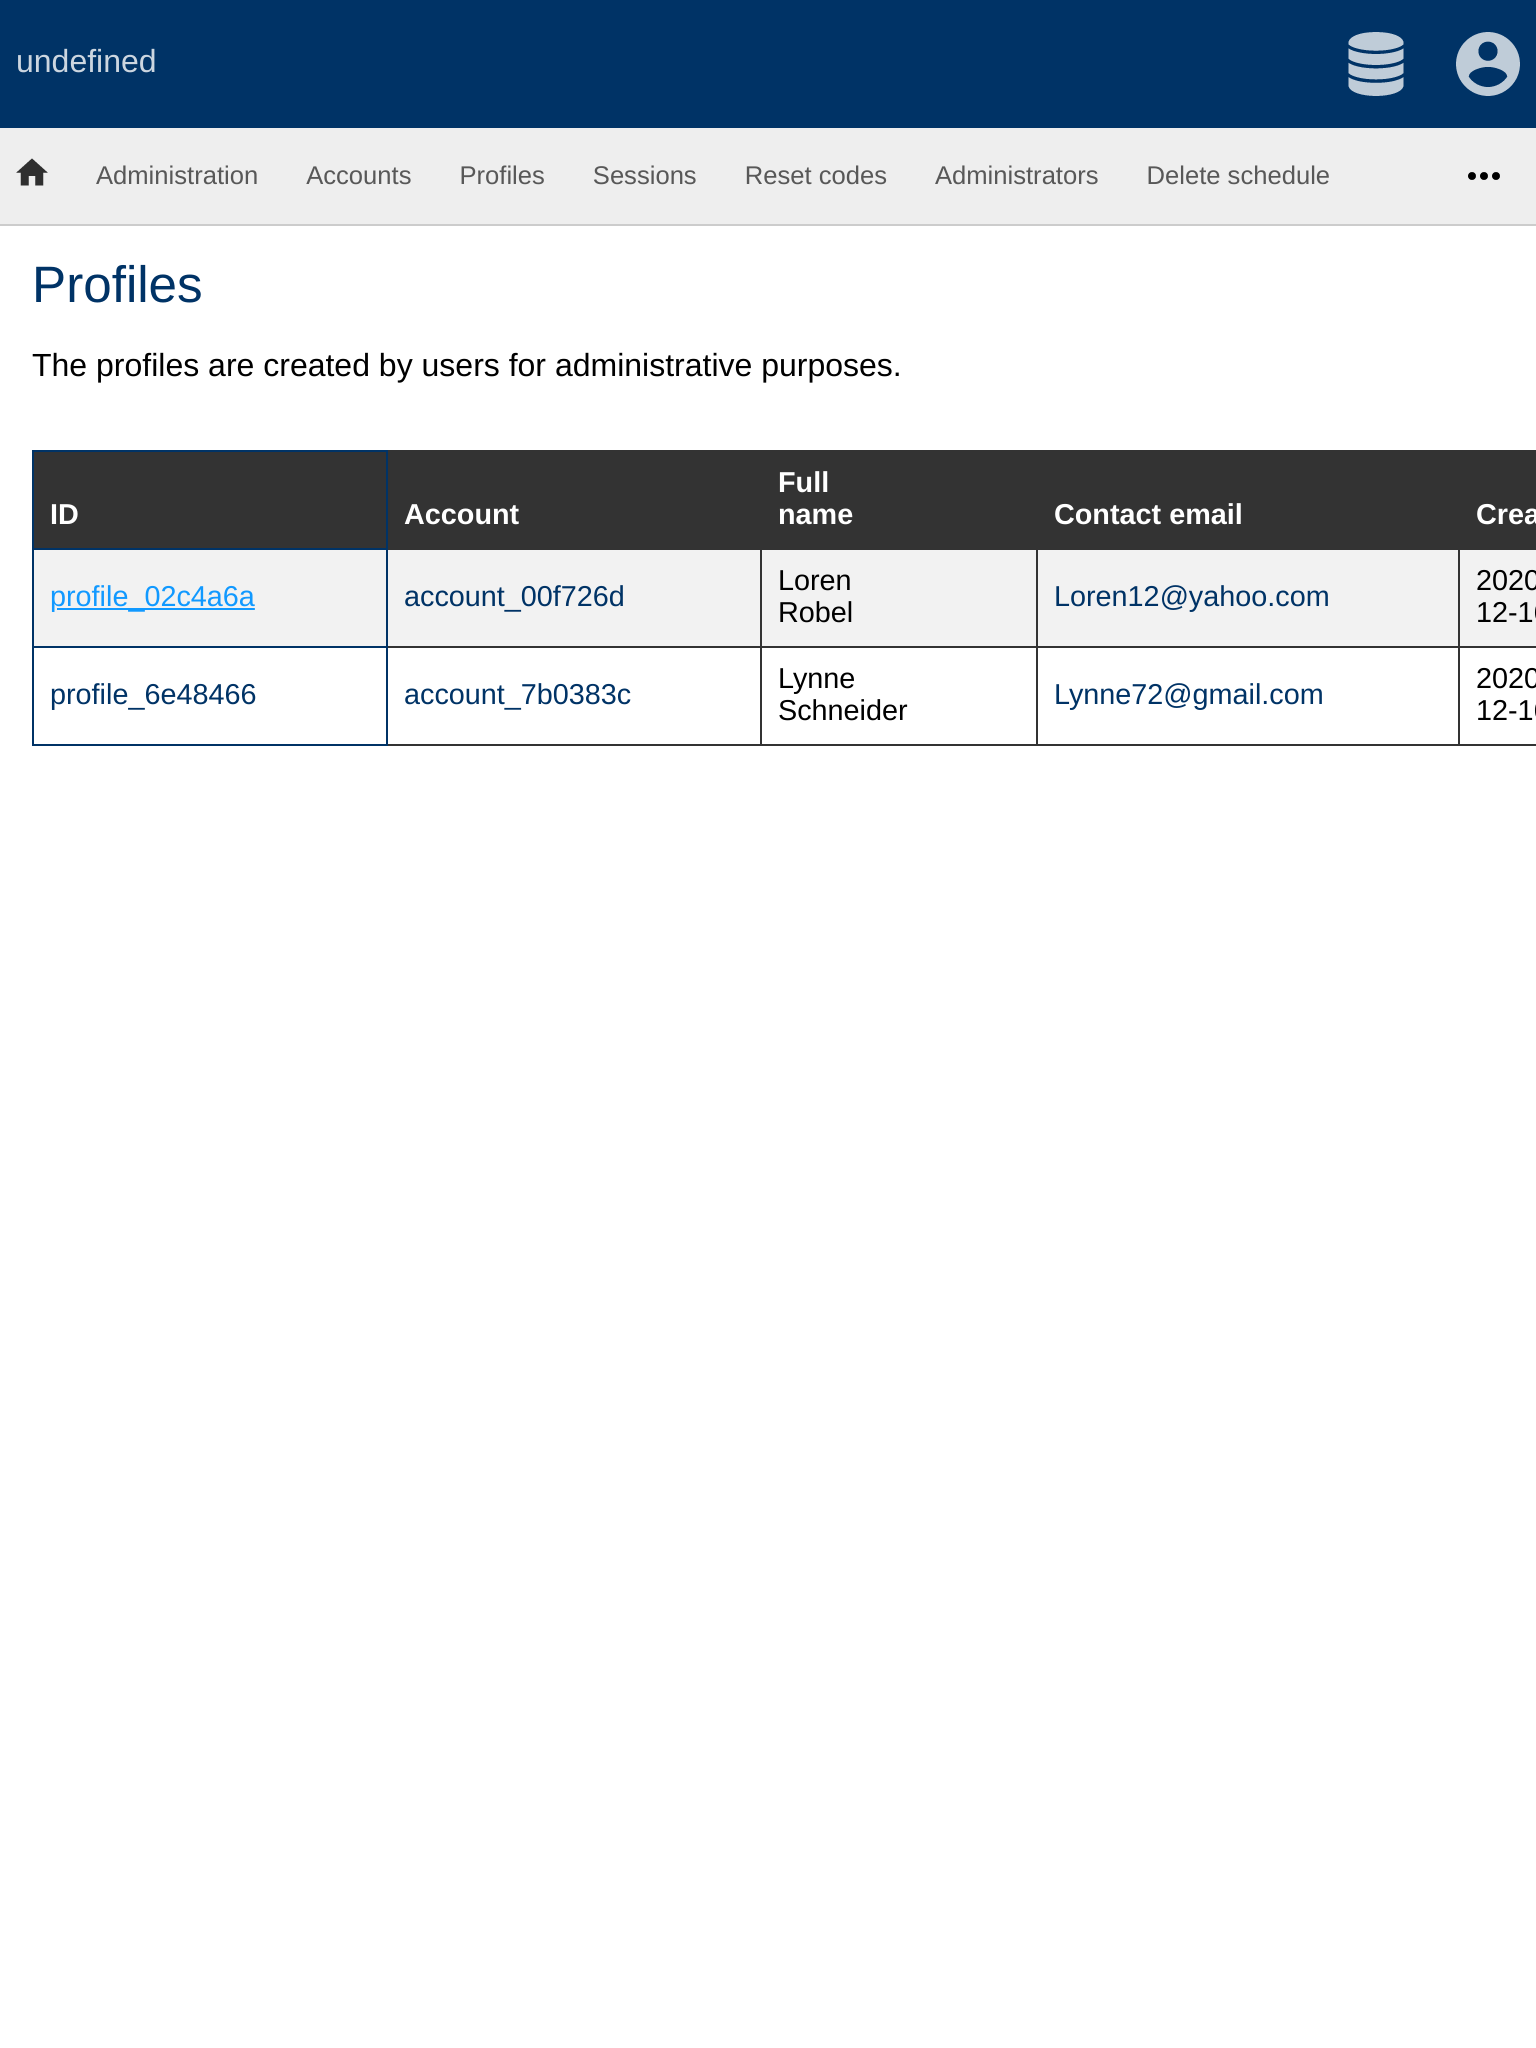 undefined
Administration Accounts Profiles Sessions Reset codes Administrators Delete schedule
Profiles
The profiles are created by users for administrative purposes.
ID Account Full name Contact email Crea
profile_02c4a6a account_00f726d Loren Robel Loren12@yahoo.com 2020 12-10
profile_6e48466 account_7b0383c Lynne Schneider Lynne72@gmail.com 2020 12-10